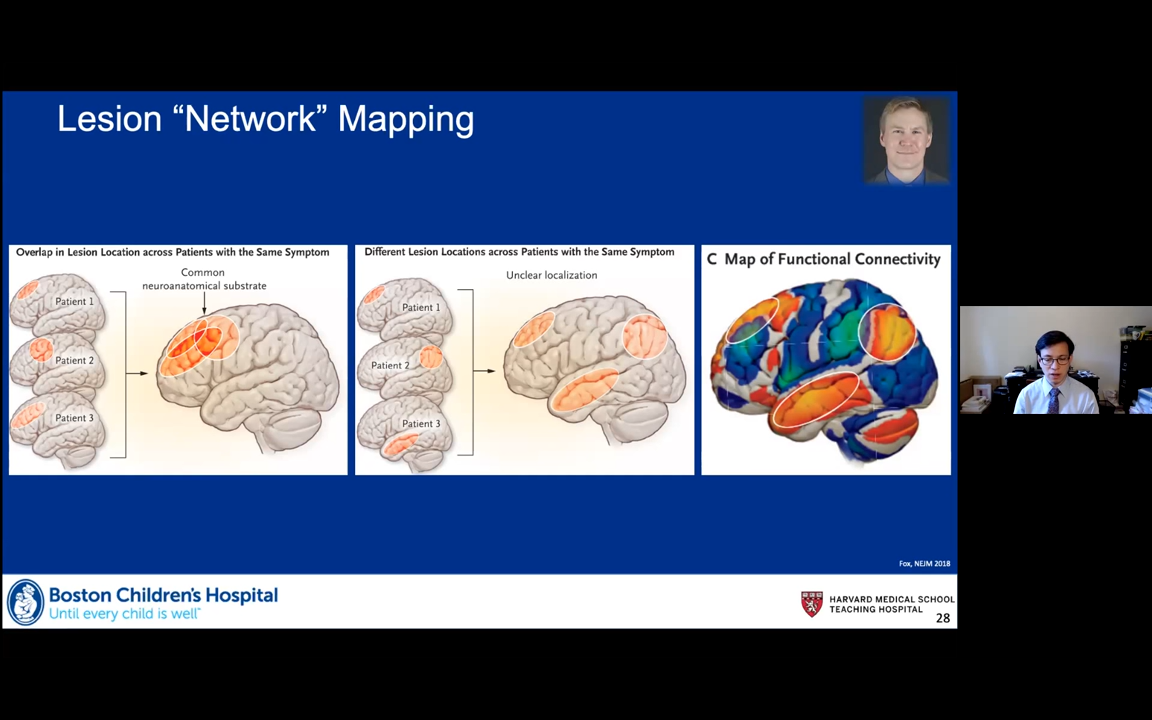 Lesion “Network” Mapping
Overlap in Lesion Location across Patients with the Same Symptom
Common
neuroanatomical substrate
Patient 1
Patient 2
Patient 3
Different Lesion Locations across Patients with the Same Symptom
Unclear localization
Patient 1
Patient 2
Patient 3
C Map of Functional Connectivity
Fox, NEJM 2018
Boston Children's Hospital
Until every child is well™
HARVARD MEDICAL SCHOOL
TEACHING HOSPITAL
28